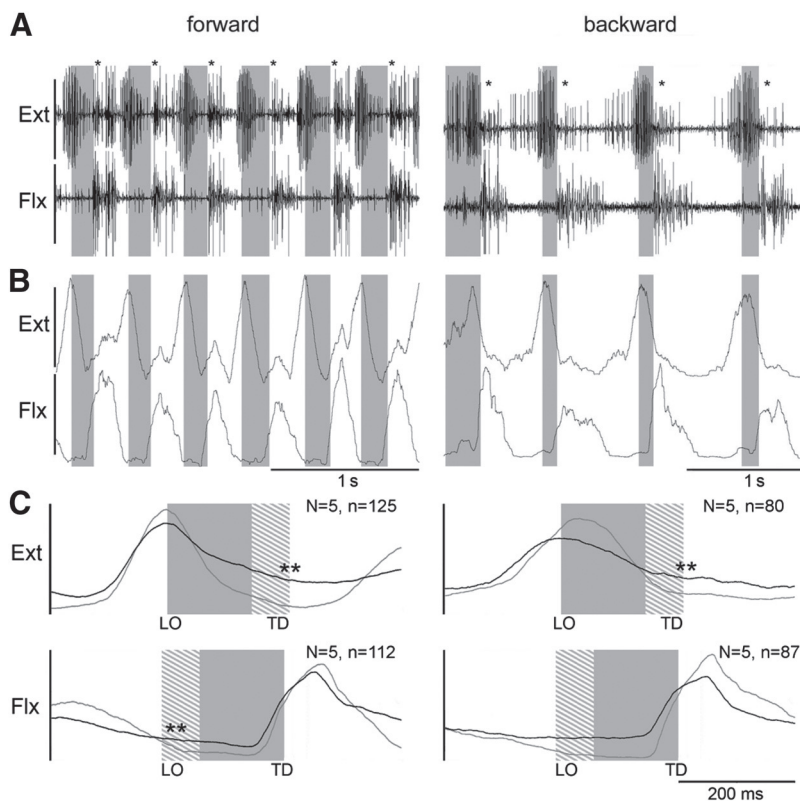 A
forward
backward
* * * * * *
* * * *
Ext
Flx
B
Ext
Flx
1 s
1 s
C
N=5, n=125
N=5, n=80
Ext
**
**
LO
TD
LO
TD
N=5, n=112
N=5, n=87
Flx
**
LO
TD
LO
TD
200 ms